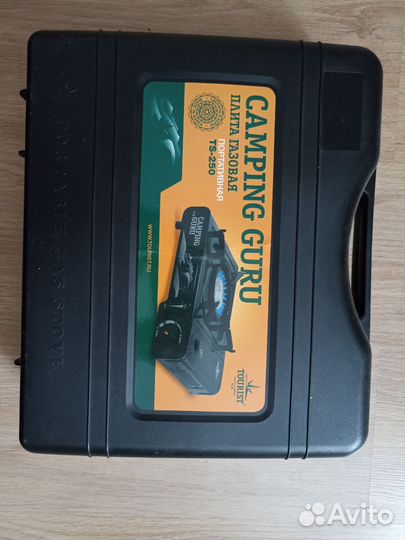 CAMPING GURU
ПЛИТА ГАЗОВАЯ
ПОРТАТИВНАЯ
TS-250
CAMPING
GURU
WWW.TOURIST.RU
TOURIST
PORTABLE GAS STOVE
Avito